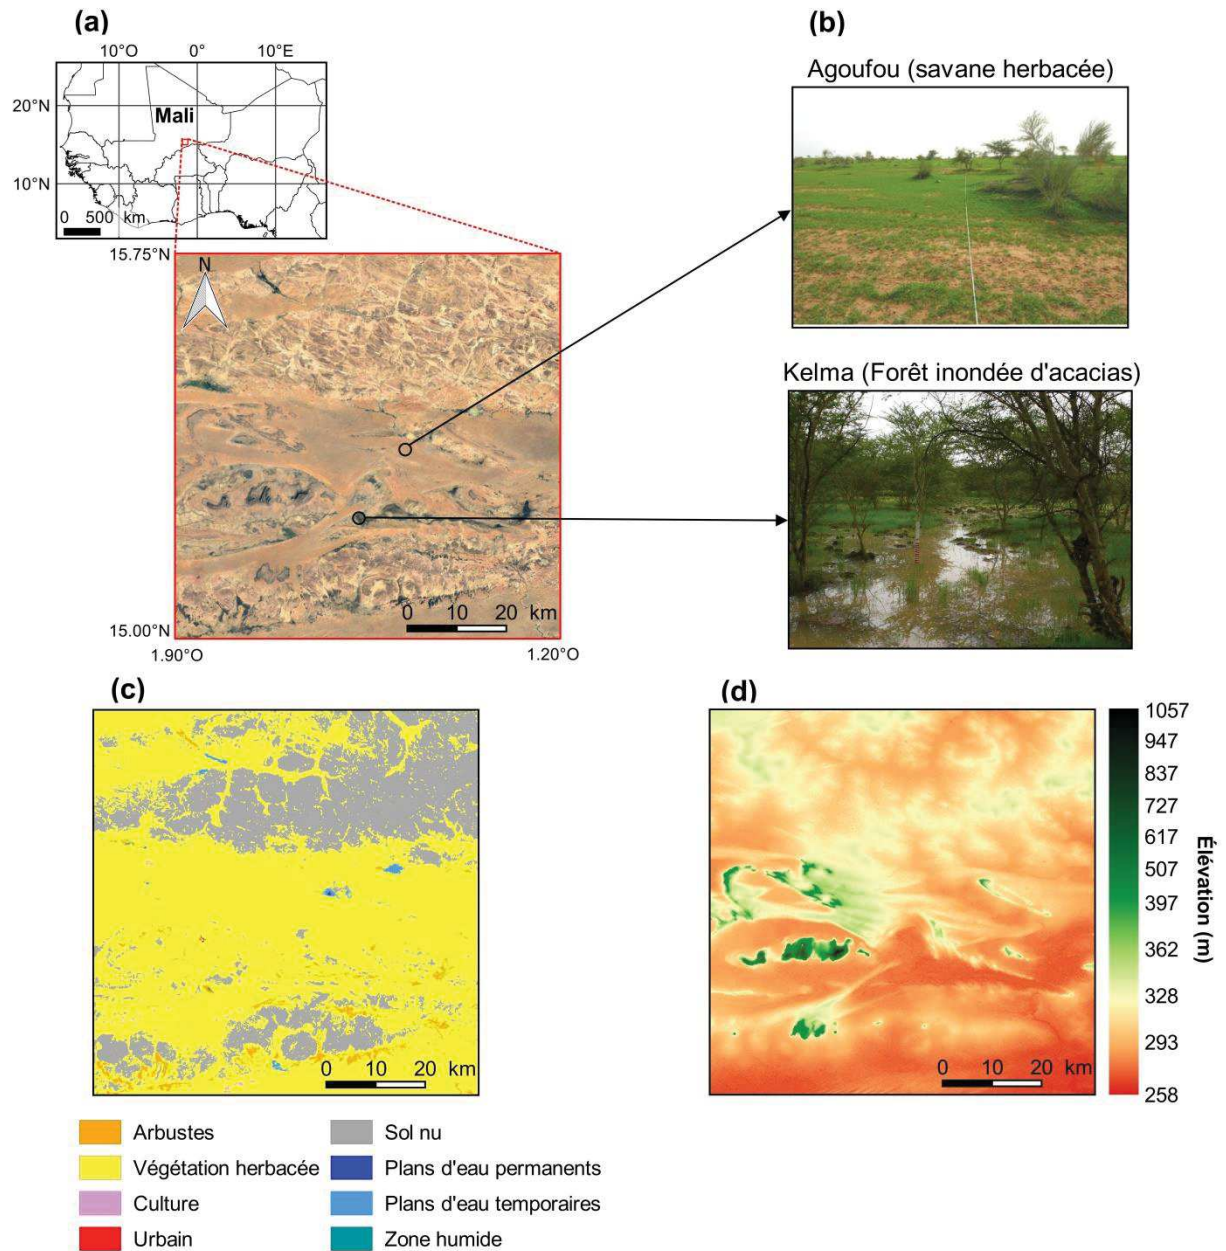 (a)
10°O 0° 10°E
20°N
Mali
10°N
0 500 km
15.75°N
N
0 10 20 km
15.00°N
1.90°O 1.20°O
(b)
Agoufou (savane herbacée)
Kelma (Forêt inondée d'acacias)
(c)
0 10 20 km
Arbustes
Végétation herbacée
Culture
Urbain
Sol nu
Plans d'eau permanents
Plans d'eau temporaires
Zone humide
(d)
0 10 20 km
1057
947
837
727
617
507
397
362
328
293
258
Élévation (m)